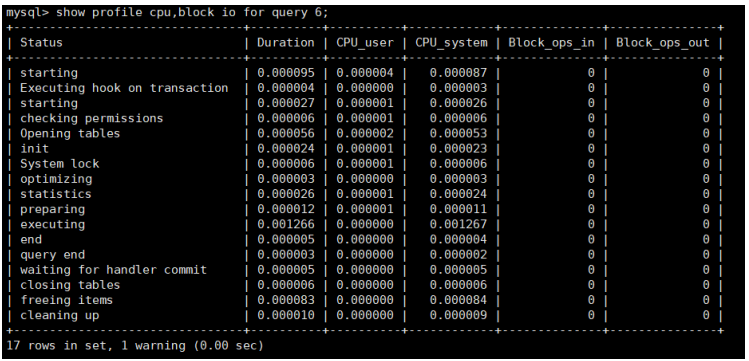 mysql> show profile cpu,block io for query 6;
+--------------------------------+----------+----------+------------+--------------+---------------+
| Status                         | Duration | CPU_user | CPU_system | Block_ops_in | Block_ops_out |
+--------------------------------+----------+----------+------------+--------------+---------------+
| starting                       | 0.000095 | 0.000004 |   0.000087 |            0 |             0 |
| Executing hook on transaction  | 0.000004 | 0.000000 |   0.000003 |            0 |             0 |
| starting                       | 0.000027 | 0.000001 |   0.000026 |            0 |             0 |
| checking permissions           | 0.000006 | 0.000001 |   0.000006 |            0 |             0 |
| Opening tables                 | 0.000056 | 0.000002 |   0.000053 |            0 |             0 |
| init                           | 0.000024 | 0.000001 |   0.000023 |            0 |             0 |
| System lock                    | 0.000006 | 0.000001 |   0.000006 |            0 |             0 |
| optimizing                     | 0.000003 | 0.000000 |   0.000003 |            0 |             0 |
| statistics                     | 0.000026 | 0.000001 |   0.000024 |            0 |             0 |
| preparing                      | 0.000012 | 0.000001 |   0.000011 |            0 |             0 |
| executing                      | 0.001266 | 0.000000 |   0.001267 |            0 |             0 |
| end                            | 0.000005 | 0.000000 |   0.000004 |            0 |             0 |
| query end                      | 0.000003 | 0.000000 |   0.000002 |            0 |             0 |
| waiting for handler commit     | 0.000005 | 0.000000 |   0.000005 |            0 |             0 |
| closing tables                 | 0.000006 | 0.000000 |   0.000006 |            0 |             0 |
| freeing items                  | 0.000083 | 0.000000 |   0.000084 |            0 |             0 |
| cleaning up                    | 0.000010 | 0.000000 |   0.000009 |            0 |             0 |
+--------------------------------+----------+----------+------------+--------------+---------------+
17 rows in set, 1 warning (0.00 sec)